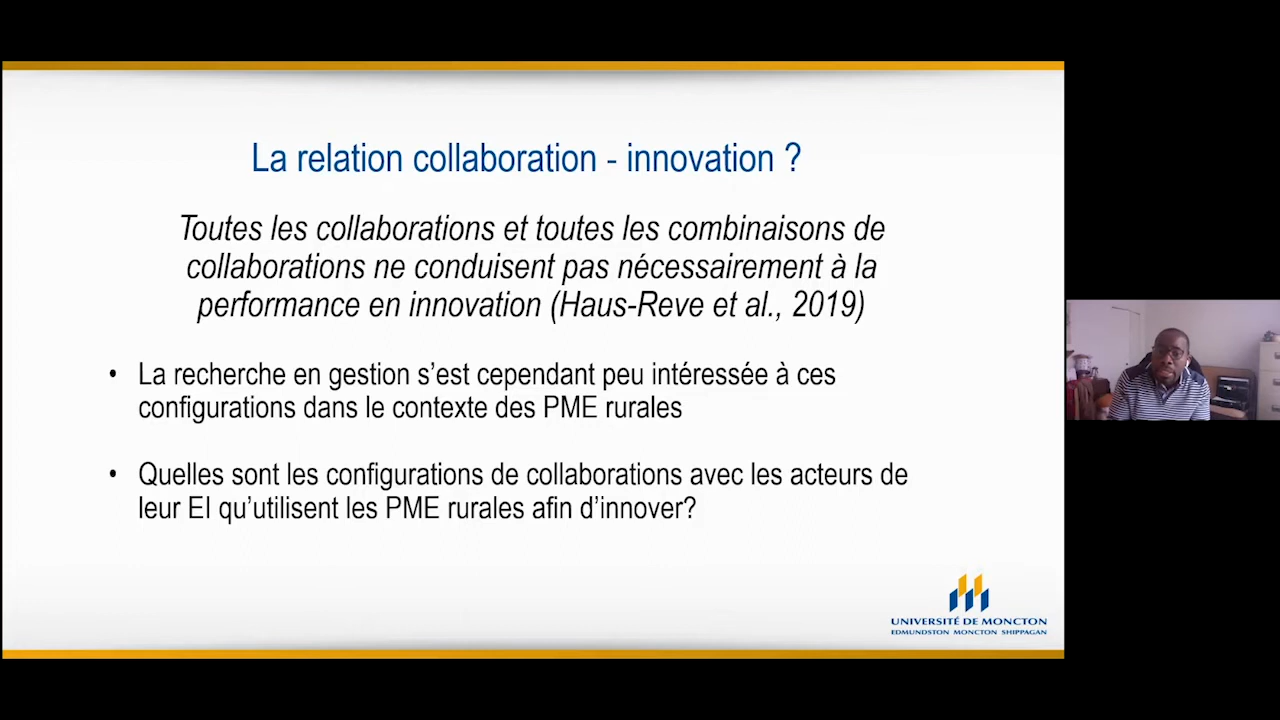 La relation collaboration - innovation ?
Toutes les collaborations et toutes les combinaisons de
collaborations ne conduisent pas nécessairement à la
performance en innovation (Haus-Reve et al., 2019)
• La recherche en gestion s’est cependant peu intéressée à ces
configurations dans le contexte des PME rurales
• Quelles sont les configurations de collaborations avec les acteurs de
leur EI qu’utilisent les PME rurales afin d’innover?
UNIVERSITÉ DE MONCTON
EDMUNDSTON MONCTON SHIPPAGAN